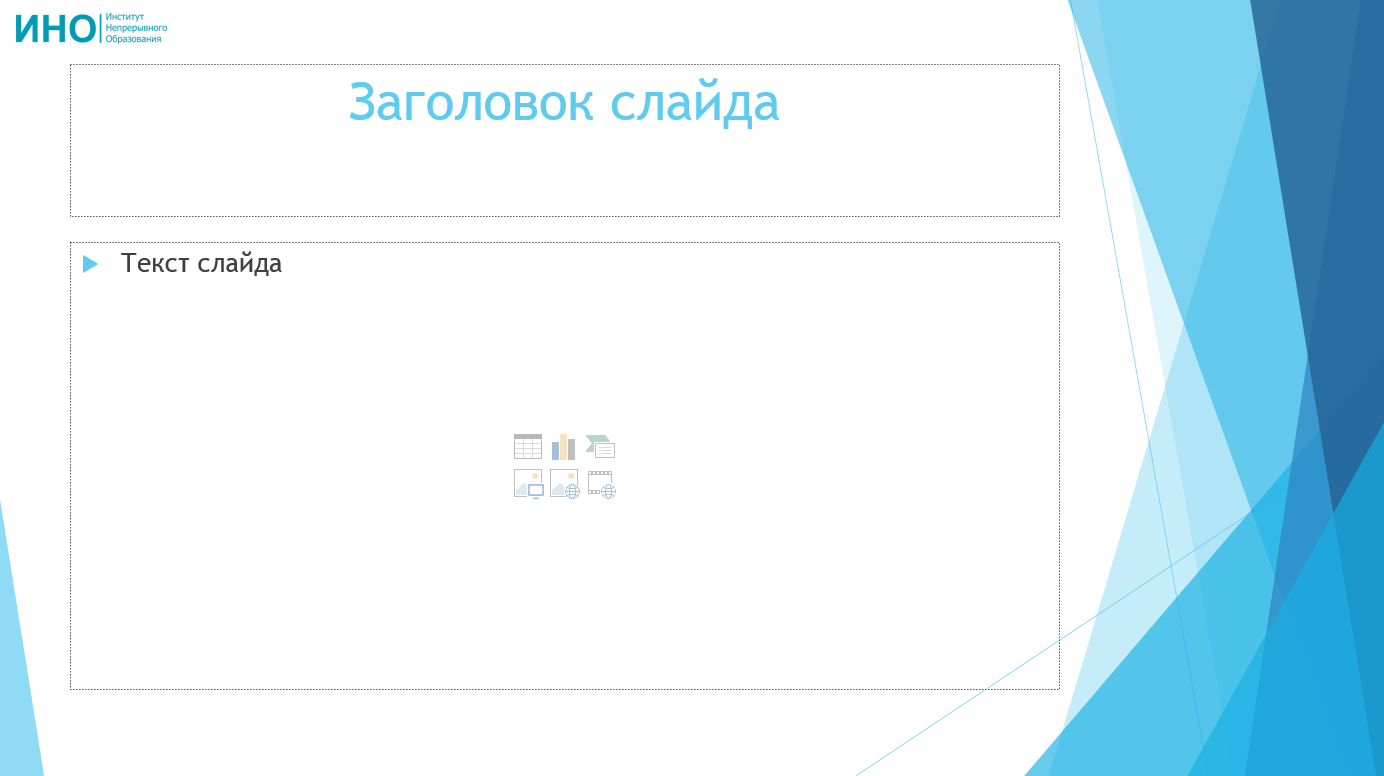 ИНО
Институт
Непрерывного
Образования
Заголовок слайда
Текст слайда